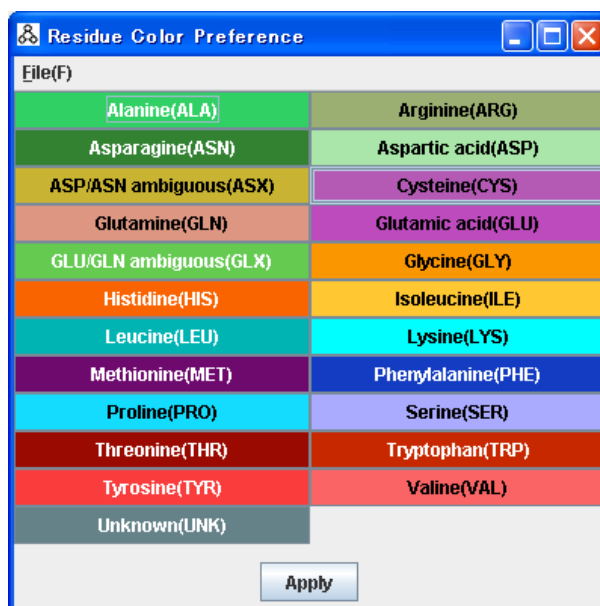 Residue Color Preference
File(F)
Alanine(ALA) Arginine(ARG)
Asparagine(ASN) Aspartic acid(ASP)
ASP/ASN ambiguous(ASX) Cysteine(CYS)
Glutamine(GLN) Glutamic acid(GLU)
GLU/GLN ambiguous(GLX) Glycine(GLY)
Histidine(HIS) Isoleucine(ILE)
Leucine(LEU) Lysine(LYS)
Methionine(MET) Phenylalanine(PHE)
Proline(PRO) Serine(SER)
Threonine(THR) Tryptophan(TRP)
Tyrosine(TYR) Valine(VAL)
Unknown(UNK)
Apply